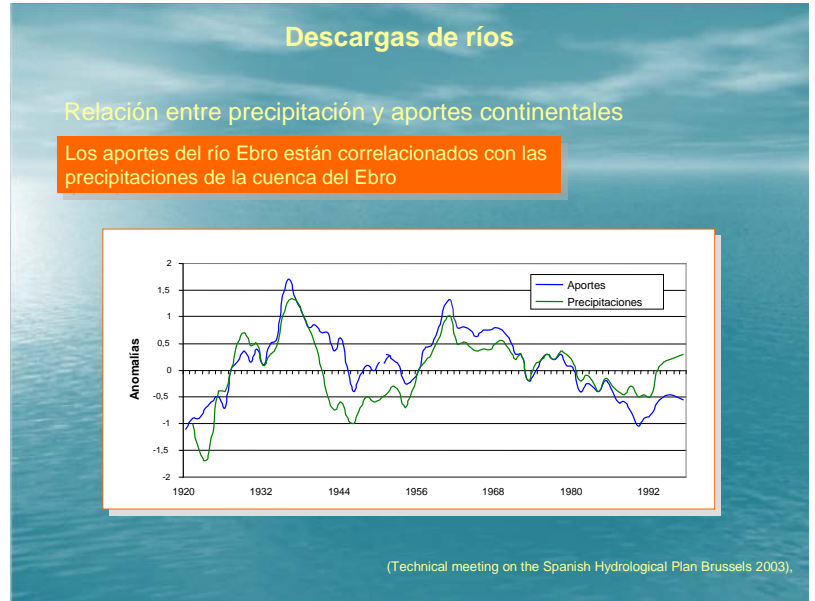 Descargas de ríos
Relación entre precipitación y aportes continentales
Los aportes del río Ebro están correlacionados con las
precipitaciones de la cuenca del Ebro
2
1,5
1
0,5
0
-0,5
-1
-1,5
-2
Anomalías
Aportes
Precipitaciones
1920 1932 1944 1956 1968 1980 1992
(Technical meeting on the Spanish Hydrological Plan Brussels 2003),